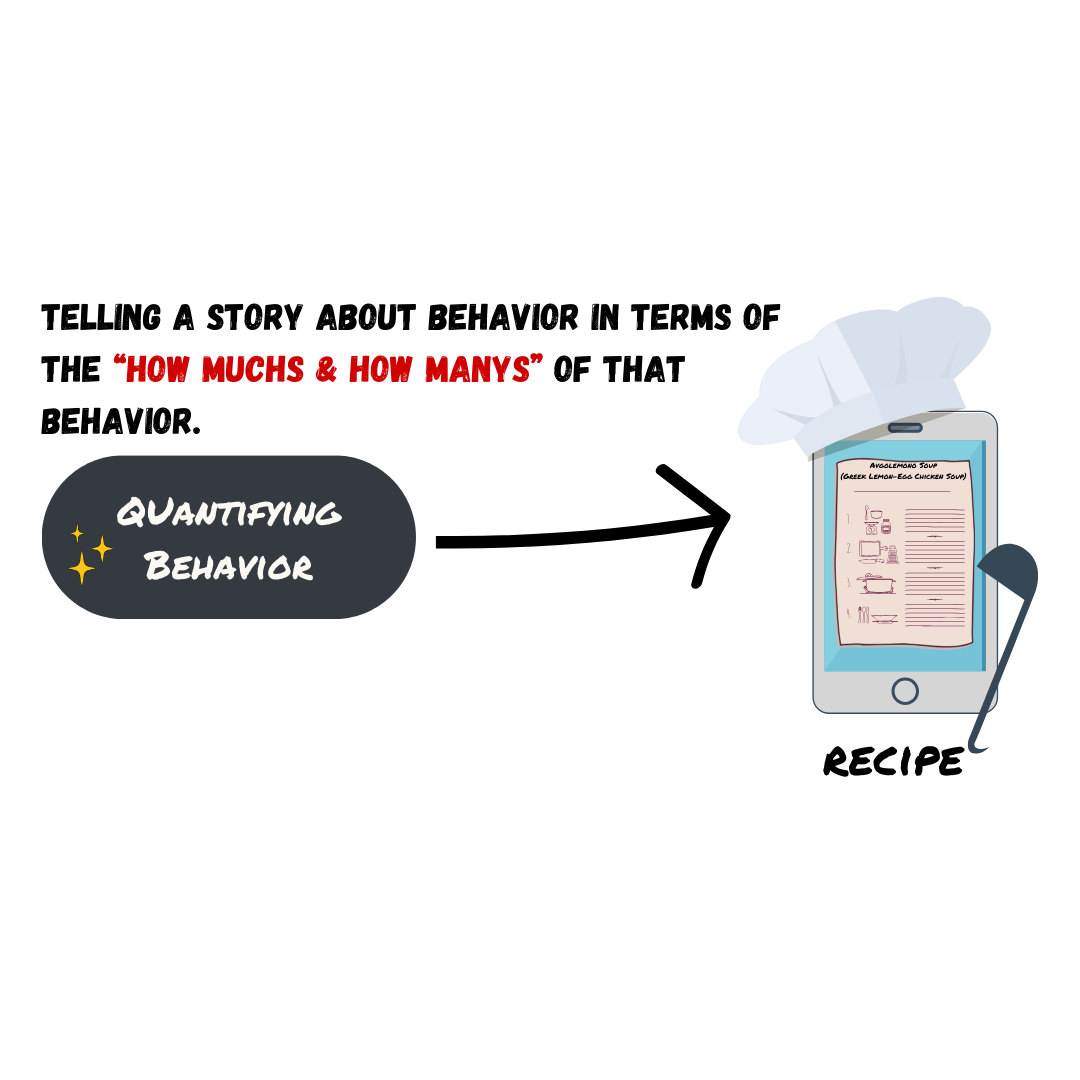 TELLING A STORY ABOUT BEHAVIOR IN TERMS OF
THE “HOW MUCHS & HOW MANYS” OF THAT
BEHAVIOR.
QUANTIFYING
BEHAVIOR
AVGOLEMONO SOUP
(GREEK LEMON-EGG CHICKEN SOUP)
1.
2.
3.
4.
RECIPE